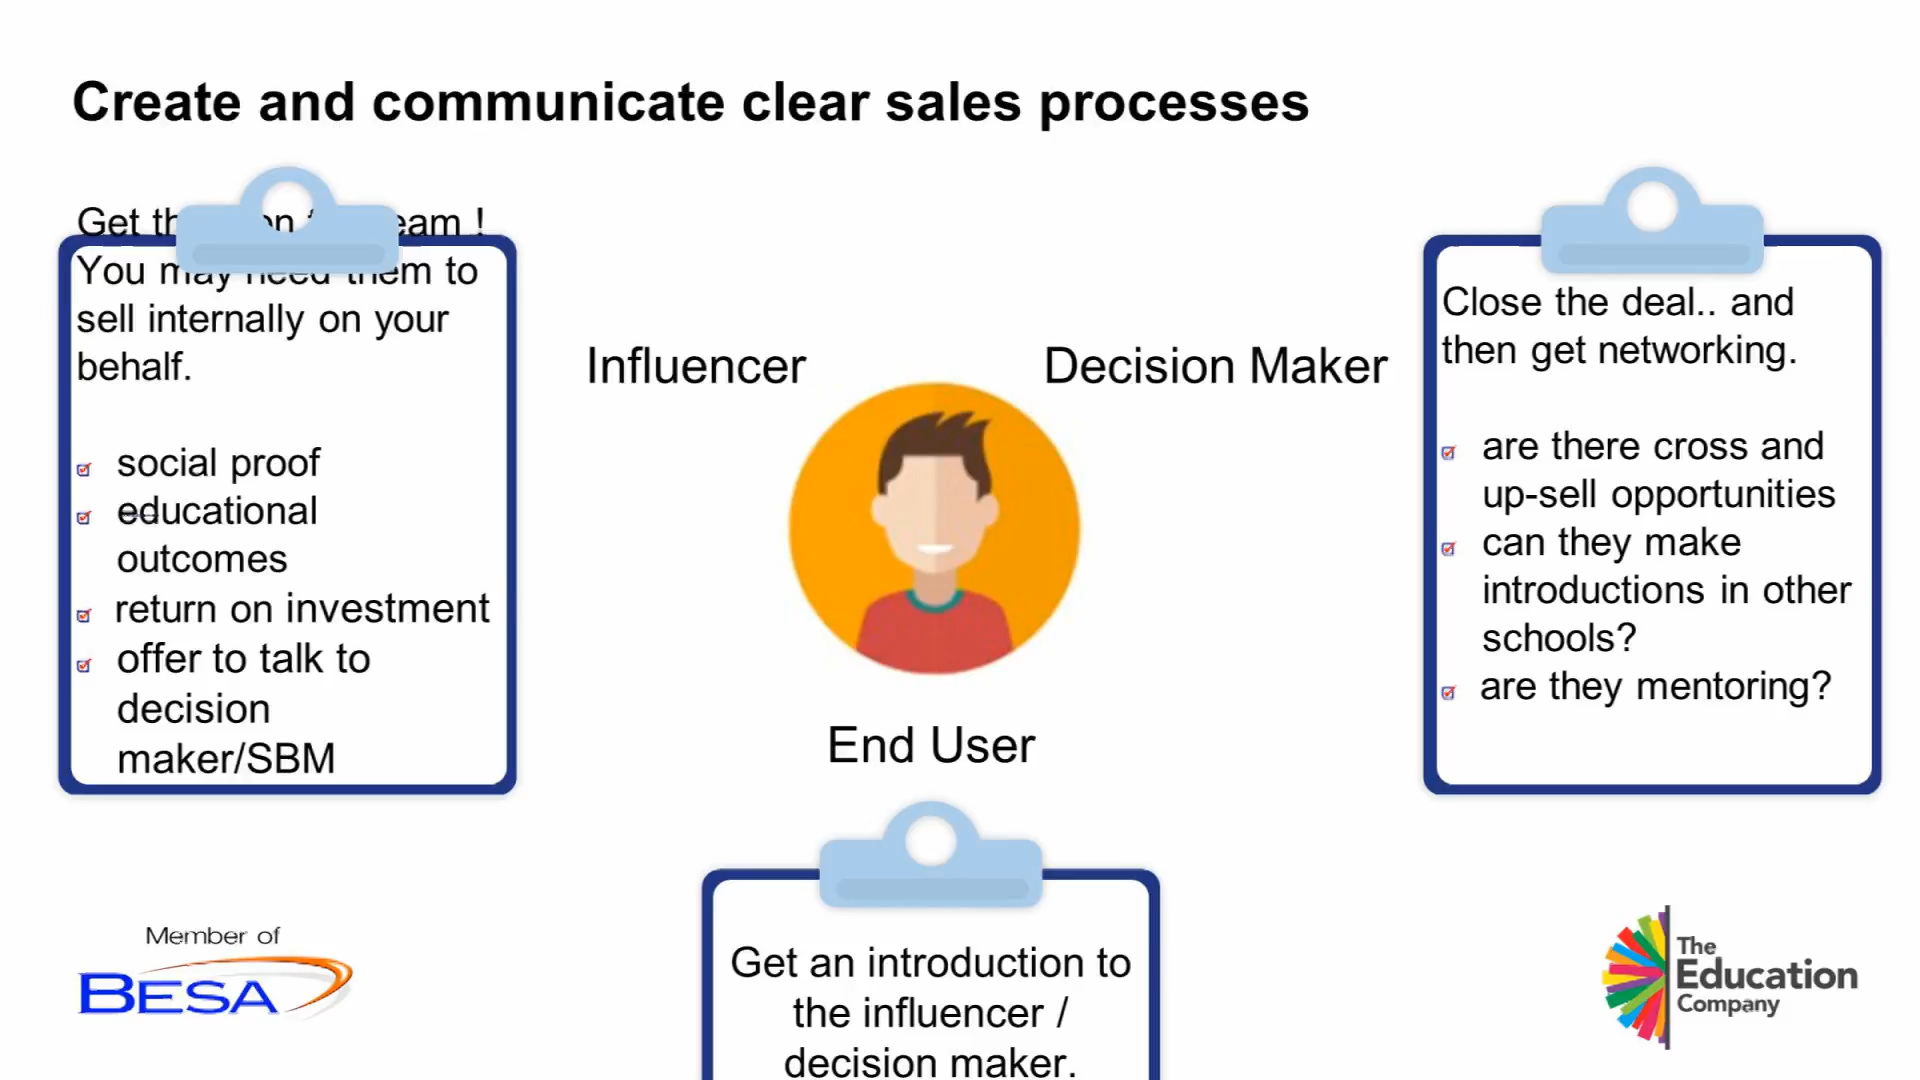 Create and communicate clear sales processes
Get
You may need them to
sell internally on your
behalf.
social proof
educational
outcomes
return on investment
offer to talk to
decision
maker/SBM
Influencer
Decision Maker
End User
Close the deal.. and
then get networking.
are there cross and
up-sell opportunities
can they make
introductions in other
schools?
are they mentoring?
Get an introduction to
the influencer /
decision maker.
Member of
BESA
The
Education
Company